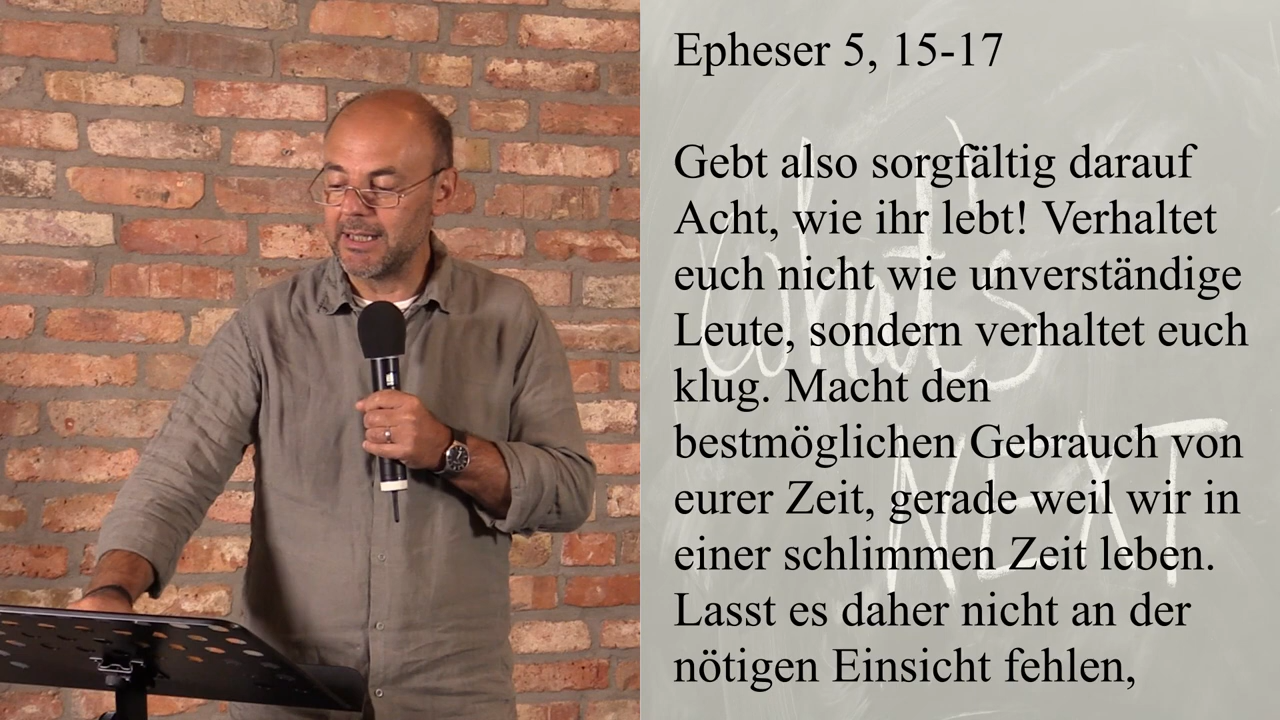 Epheser 5, 15-17
Gebt also sorgfältig darauf
Acht, wie ihr lebt! Verhaltet
euch nicht wie unverständige
Leute, sondern verhaltet euch
klug. Macht den
bestmöglichen Gebrauch von
eurer Zeit, gerade weil wir in
einer schlimmen Zeit leben.
Lasst es daher nicht an der
nötigen Einsicht fehlen,
What's
NEXT